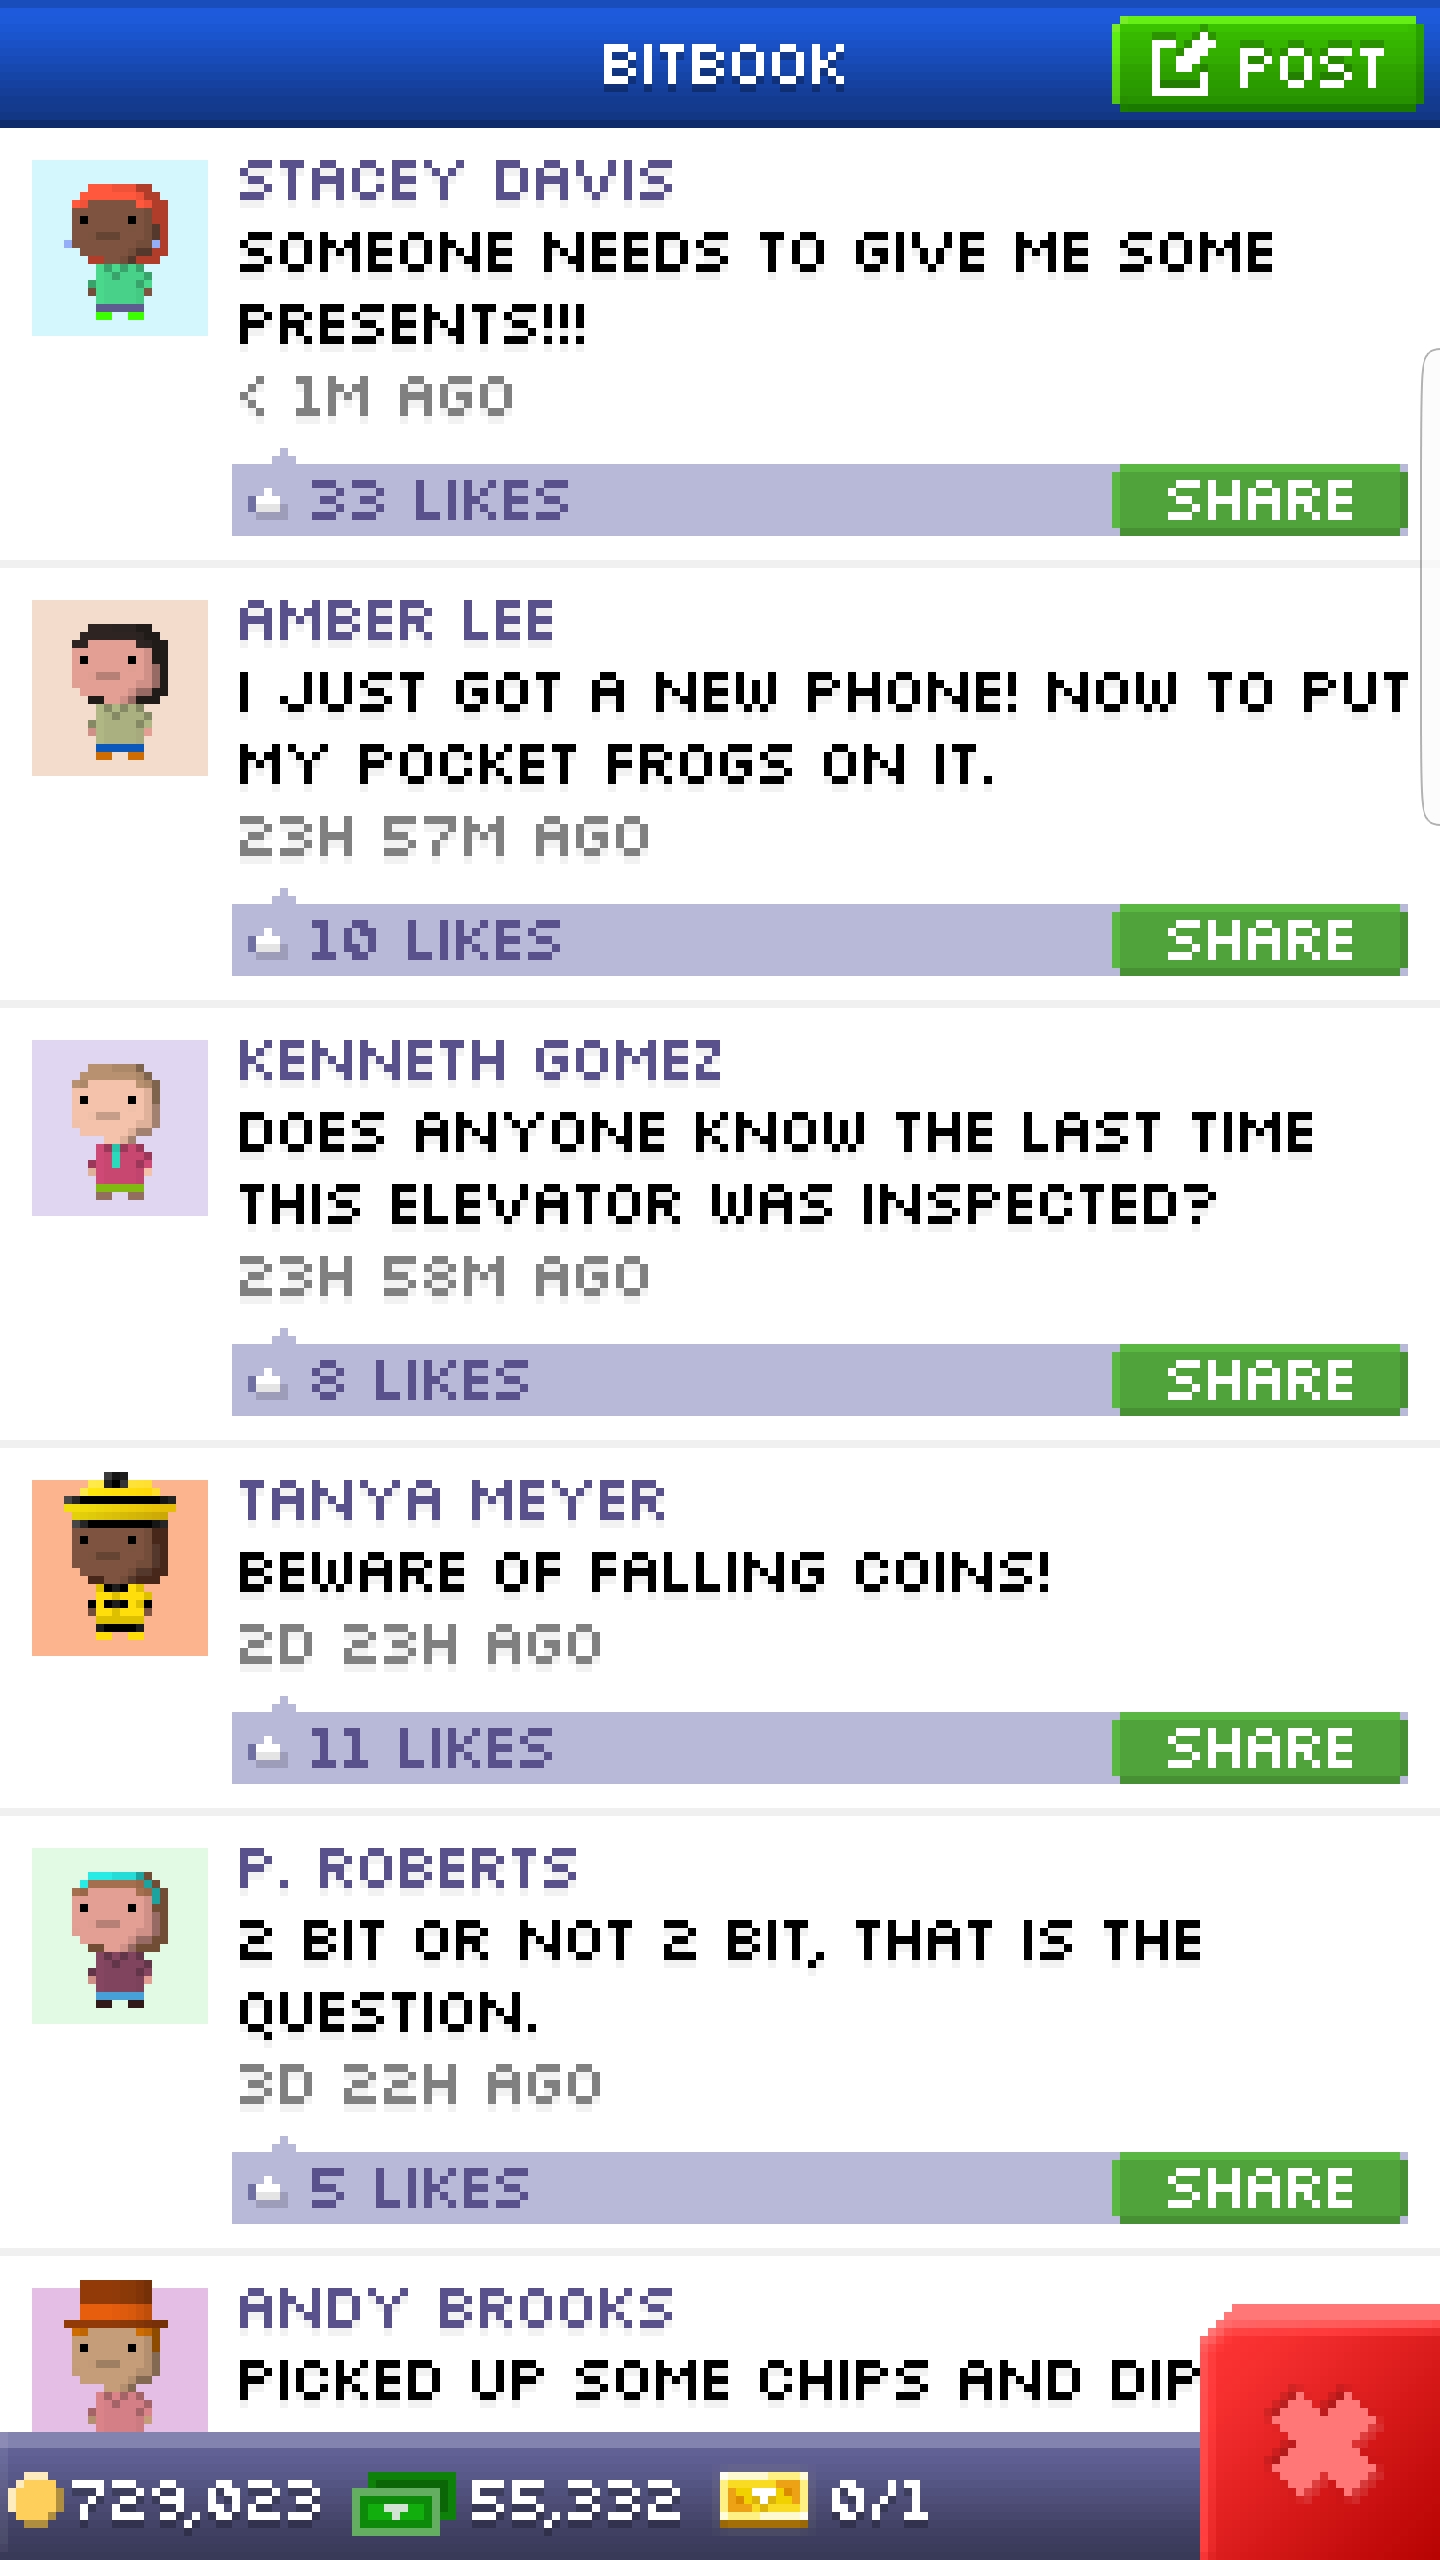 BITBOOK
POST
STACEY DAVIS
SOMEONE NEEDS TO GIVE ME SOME
PRESENTS!!!
< 1M AGO
33 LIKES
SHARE
AMBER LEE
I JUST GOT A NEW PHONE! NOW TO PUT
MY POCKET FROGS ON IT.
23H 57M AGO
10 LIKES
SHARE
KENNETH GOMEZ
DOES ANYONE KNOW THE LAST TIME
THIS ELEVATOR WAS INSPECTED?
23H 58M AGO
8 LIKES
SHARE
TANYA MEYER
BEWARE OF FALLING COINS!
2D 23H AGO
11 LIKES
SHARE
P. ROBERTS
2 BIT OR NOT 2 BIT, THAT IS THE
QUESTION.
3D 22H AGO
5 LIKES
SHARE
ANDY BROOKS
PICKED UP SOME CHIPS AND DIP
729,023 55,332 0/1